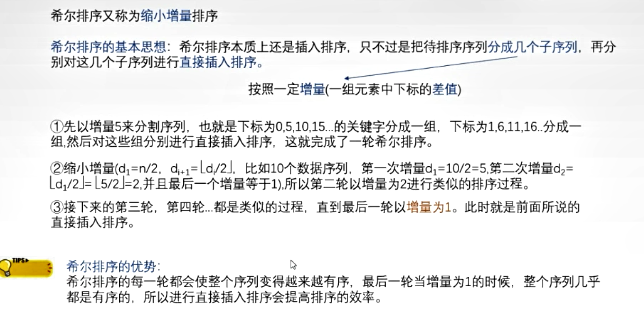 希尔排序又称为缩小增量排序
希尔排序的基本思想：希尔排序本质上还是插入排序，只不过是把待排序序列分成几个子序列，再分
别对这几个子序列进行直接插入排序。
按照一定增量(一组元素中下标的差值)
①先以增量5来分割序列，也就是下标为0,5,10,15...的关键字分成一组，下标为1,6,11,16..分成一
组,然后对这些组分别进行直接插入排序，这就完成了一轮希尔排序。
②缩小增量(d₁=n/2，dᵢ₊₁=⌊dᵢ/2⌋，比如10个数据序列，第一次增量d₁=10/2=5,第二次增量d₂=
⌊d₁/2⌋=⌊5/2⌋=2,并且最后一个增量等于1),所以第二轮以增量为2进行类似的排序过程。
③接下来的第三轮，第四轮...都是类似的过程，直到最后一轮以增量为1。此时就是前面所说的
直接插入排序。
TIPS
希尔排序的优势：
希尔排序的每一轮都会使整个序列变得越来越有序，最后一轮当增量为1的时候，整个序列几乎
都是有序的，所以进行直接插入排序会提高排序的效率。